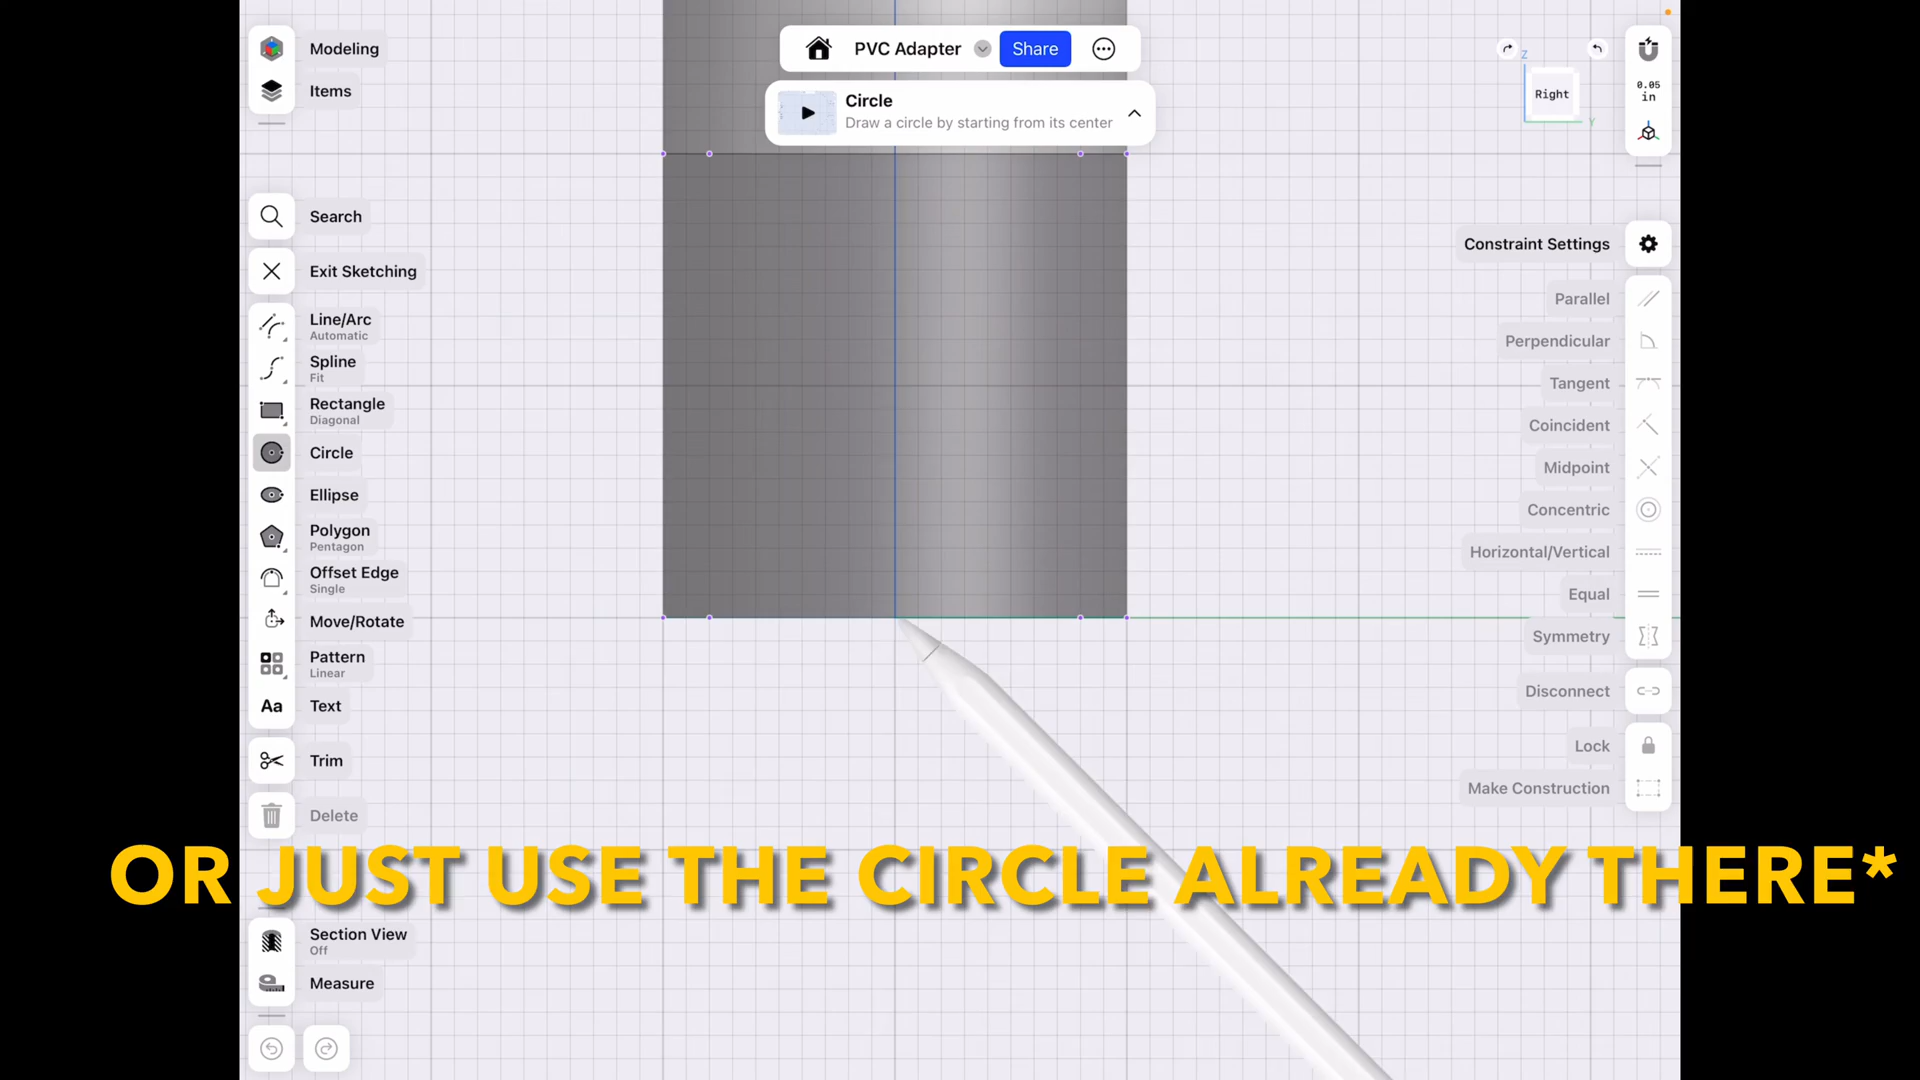 Modeling
Items
PVC Adapter
Share
Circle
Draw a circle by starting from its center
Z
Right
Y
0.05
in
Search
Exit Sketching
Line/Arc
Automatic
Spline
Fit
Rectangle
Diagonal
Circle
Ellipse
Polygon
Pentagon
Offset Edge
Single
Move/Rotate
Pattern
Linear
Aa Text
Trim
Delete
Constraint Settings
Parallel
Perpendicular
Tangent
Coincident
Midpoint
Concentric
Horizontal/Vertical
Equal
Symmetry
Disconnect
Lock
Make Construction
OR JUST USE THE CIRCLE ALREADY THERE*
Section View
Off
Measure